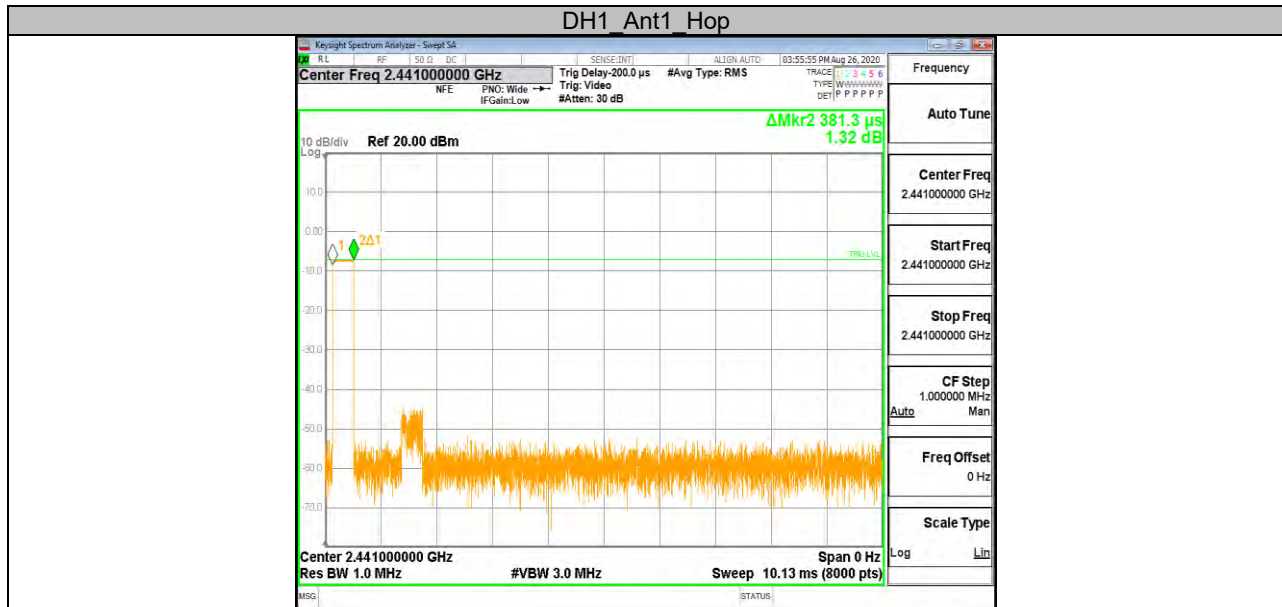 DH1_Ant1_Hop
Keysight Spectrum Analyzer - Swept SA
RL RF 50 Ω DC SENSE:INT ALIGN AUTO 03:55:55 PM Aug 26, 2020
Center Freq 2.441000000 GHz
NFE PNO: Wide
IFGain:Low
Trig Delay-200.0 µs
Trig: Video
#Atten: 30 dB
#Avg Type: RMS
TRACE 1 2 3 4 5 6
TYPE WWWWWW
DET P P P P P P
ΔMkr2 381.3 µs
1.32 dB
10 dB/div Ref 20.00 dBm
Log
10.0
0.00
1 2Δ1
TRIG LVL
-10.0
-20.0
-30.0
-40.0
-50.0
-60.0
-70.0
Center 2.441000000 GHz Span 0 Hz
Res BW 1.0 MHz #VBW 3.0 MHz Sweep 10.13 ms (8000 pts)
MSG STATUS
Frequency
Auto Tune
Center Freq
2.441000000 GHz
Start Freq
2.441000000 GHz
Stop Freq
2.441000000 GHz
CF Step
1.000000 MHz
Auto Man
Freq Offset
0 Hz
Scale Type
Log Lin